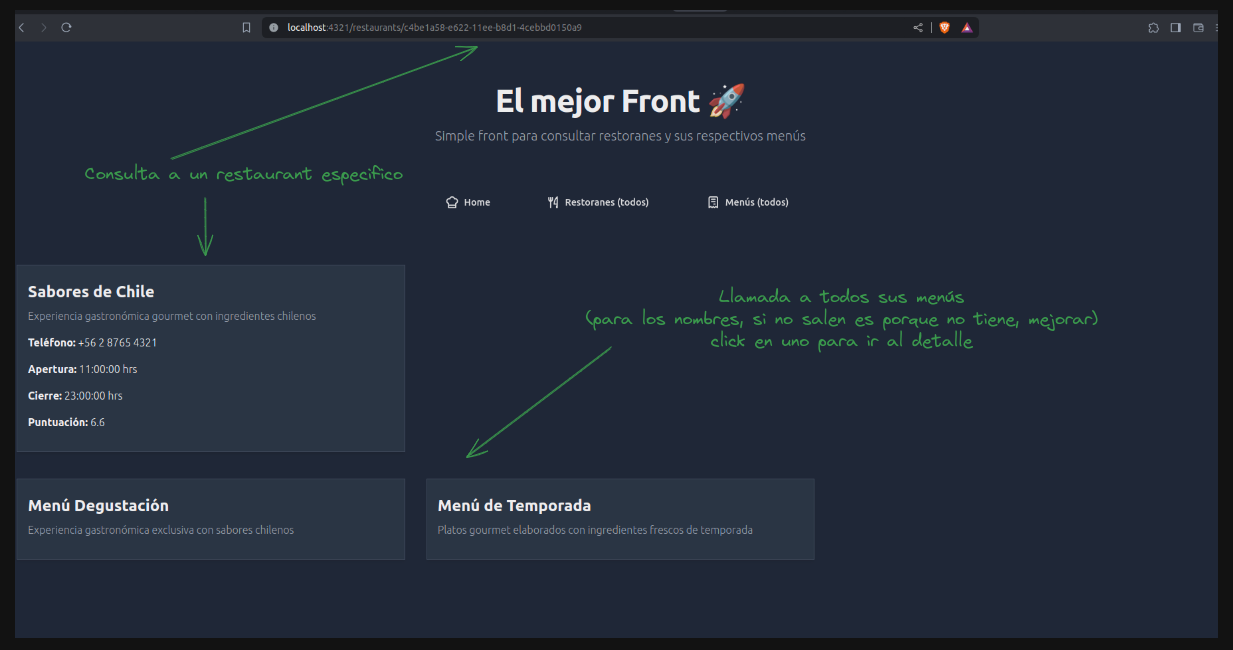 localhost:4321/restaurants/c4be1a58-e622-11ee-b8d1-4cebbd0150a9
El mejor Front 🚀
Simple front para consultar restoranes y sus respectivos menús
Consulta a un restaurant especifico
Home
Restoranes (todos)
Menús (todos)
Sabores de Chile
Experiencia gastronómica gourmet con ingredientes chilenos
Teléfono: +56 2 8765 4321
Apertura: 11:00:00 hrs
Cierre: 23:00:00 hrs
Puntuación: 6.6
Llamada a todos sus menús
(para los nombres, si no salen es porque no tiene, mejorar)
click en uno para ir al detalle
Menú Degustación
Experiencia gastronómica exclusiva con sabores chilenos
Menú de Temporada
Platos gourmet elaborados con ingredientes frescos de temporada